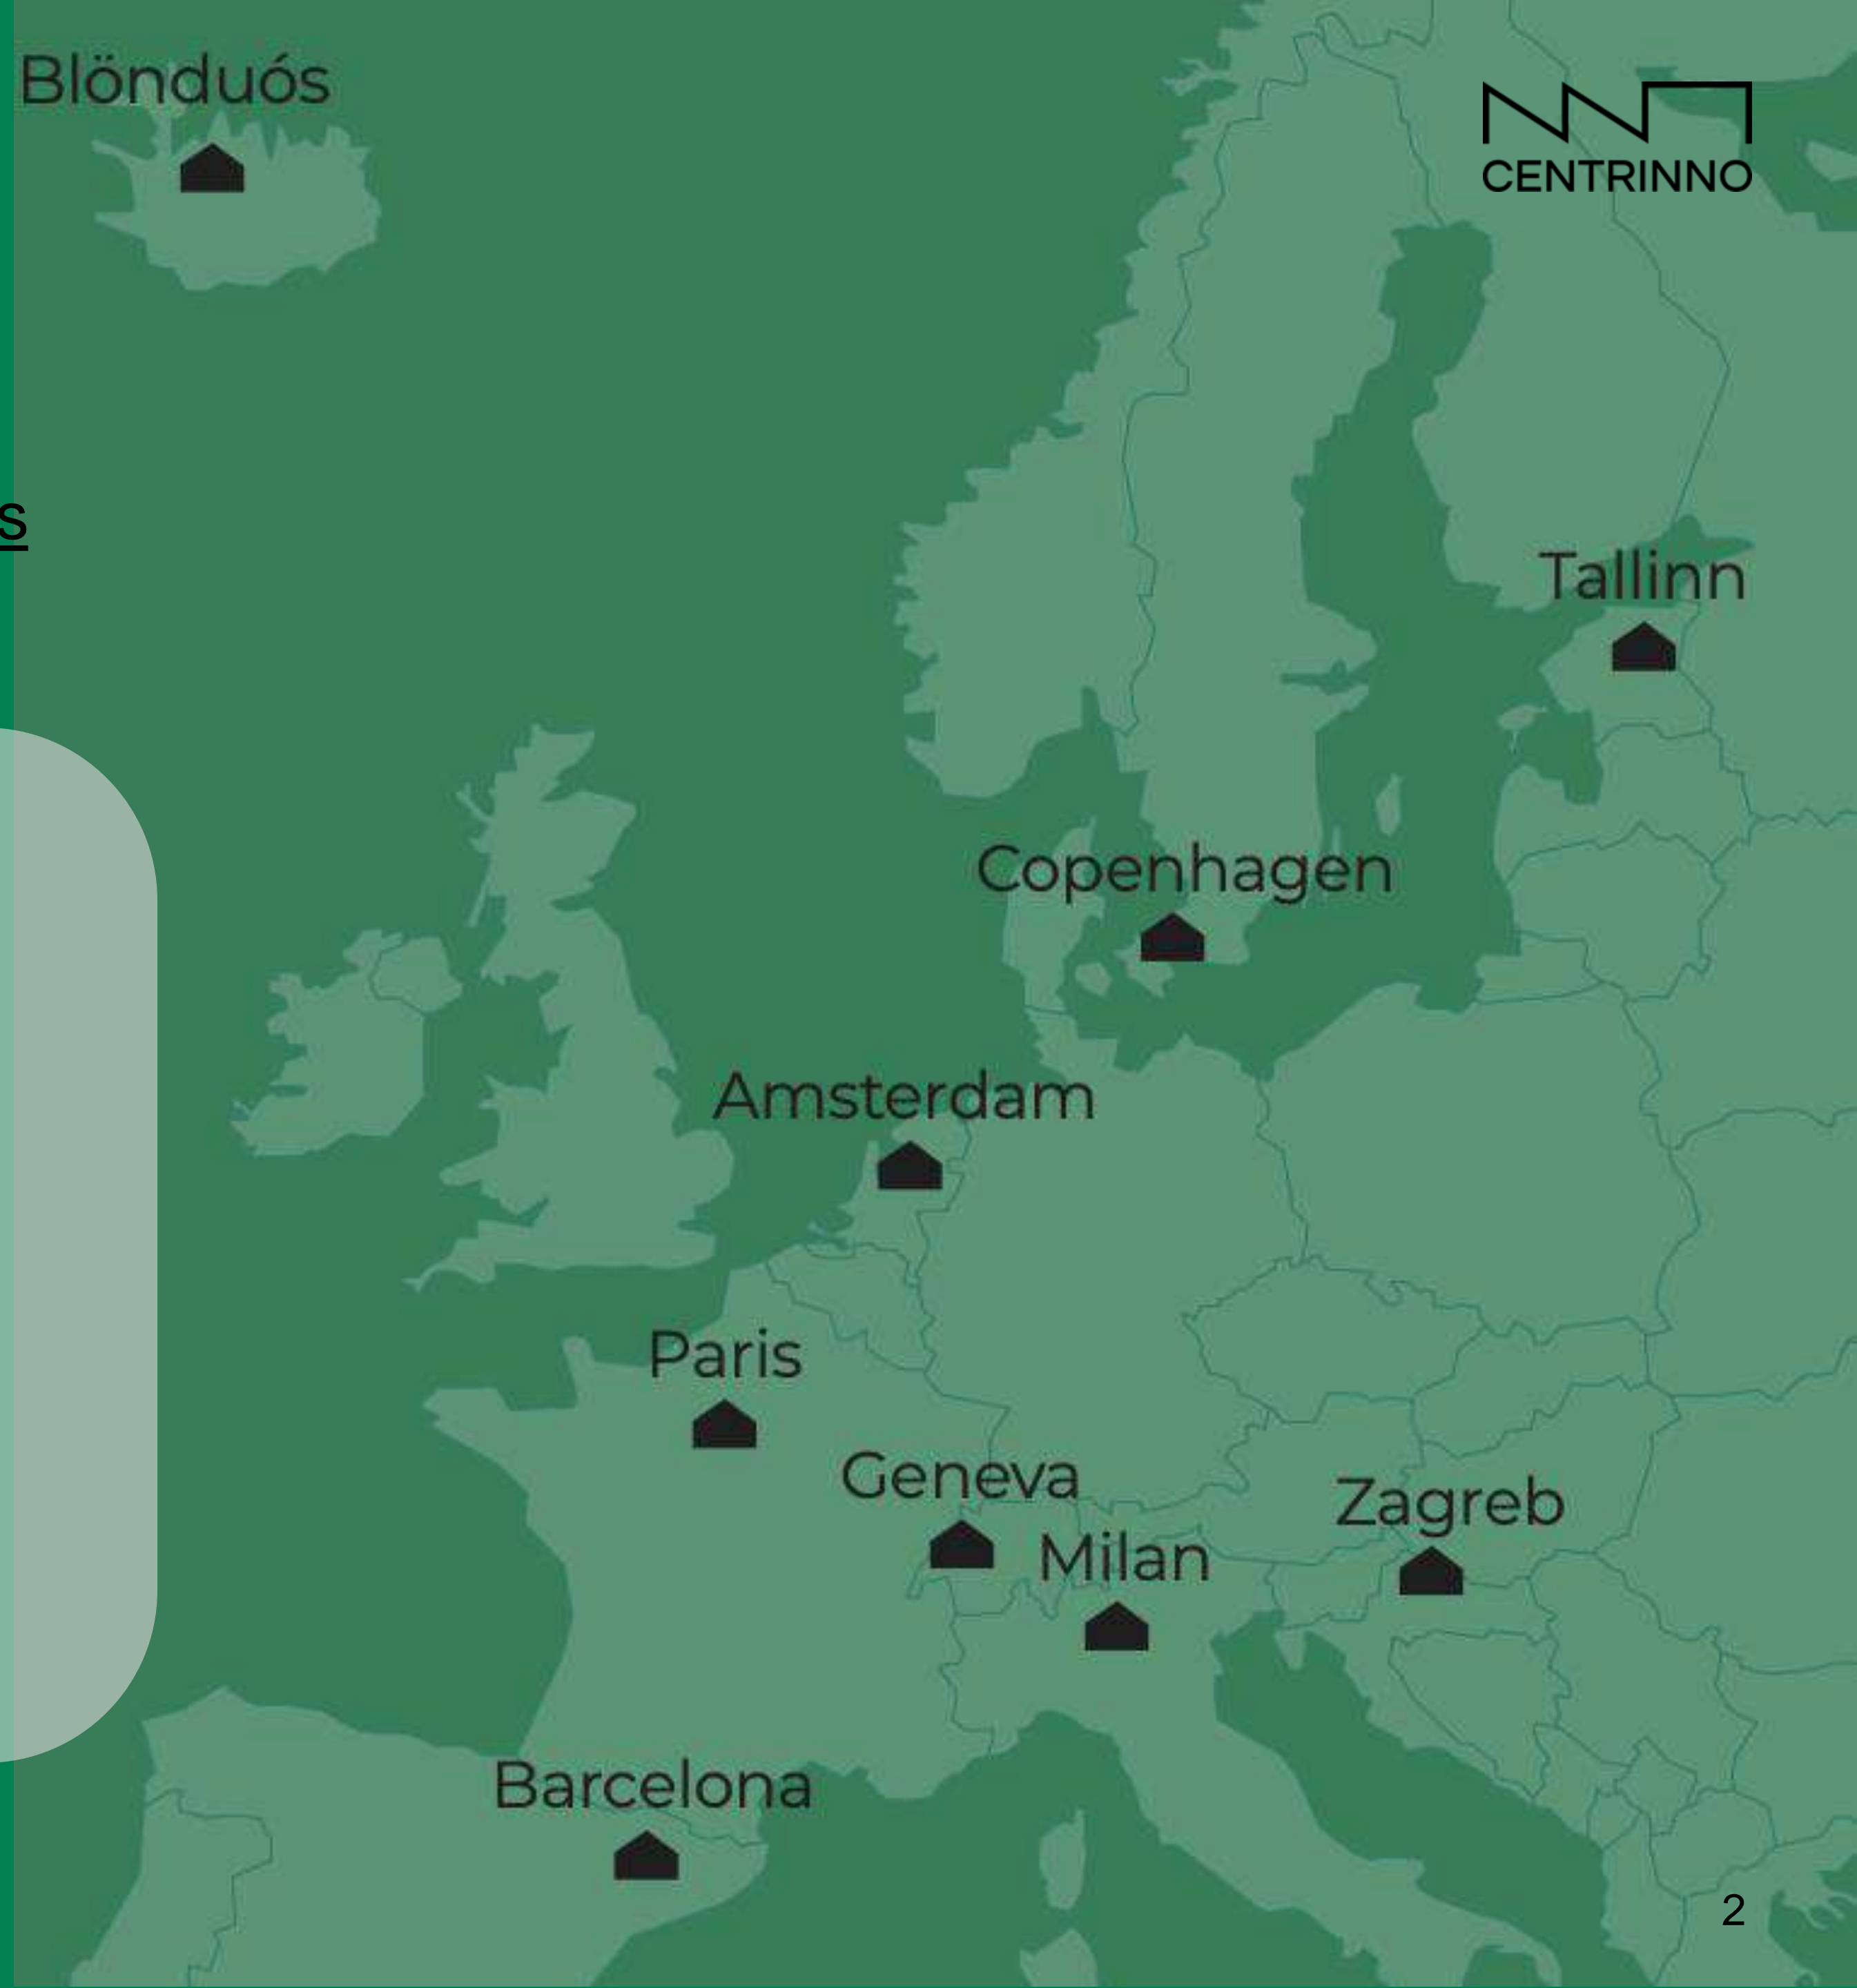 Blönduós
CENTRINNO
s
Tallinn
Copenhagen
Amsterdam
Paris
Geneva
Zagreb
Milan
Barcelona
2